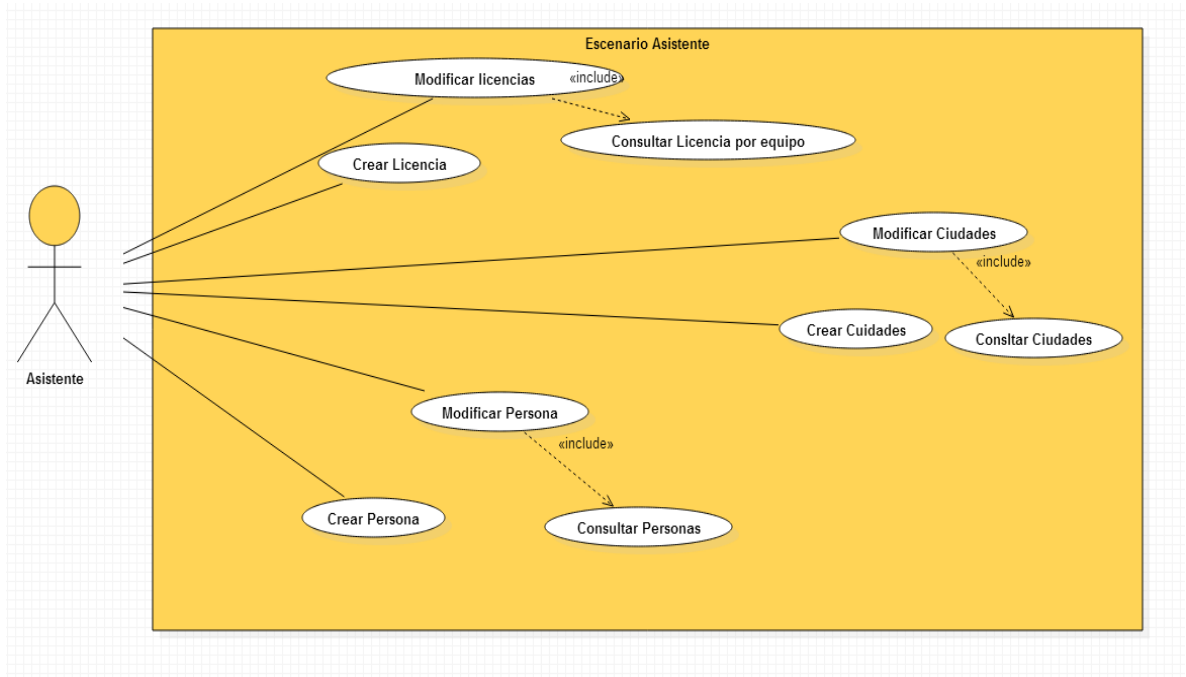 Escenario Asistente
Modificar licencias
«include»
Consultar Licencia por equipo
Crear Licencia
Modificar Ciudades
«include»
Crear Cuidades
Consltar Ciudades
Asistente
Modificar Persona
«include»
Crear Persona
Consultar Personas